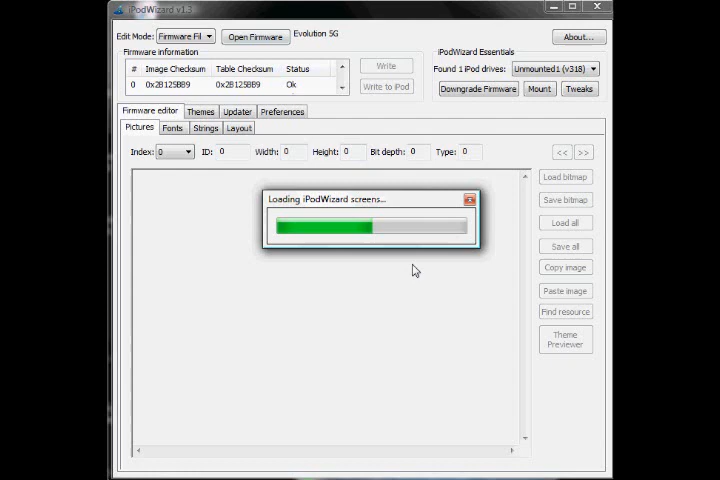 iPodWizard v1.3
Edit Mode: Firmware Fil Open Firmware Evolution 5G About...
Firmware information
# Image Checksum Table Checksum Status
0 0x2B125BB9 0x2B125BB9 Ok
Write
Write to iPod
iPodWizard Essentials
Found 1 iPod drives: Unmounted1 (v318)
Downgrade Firmware Mount Tweaks
Firmware editor Themes Updater Preferences
Pictures Fonts Strings Layout
Index: 0 ID: 0 Width: 0 Height: 0 Bit depth: 0 Type: 0 << >>
Loading iPodWizard screens...
Load bitmap
Save bitmap
Load all
Save all
Copy image
Paste image
Find resource
Theme
Previewer